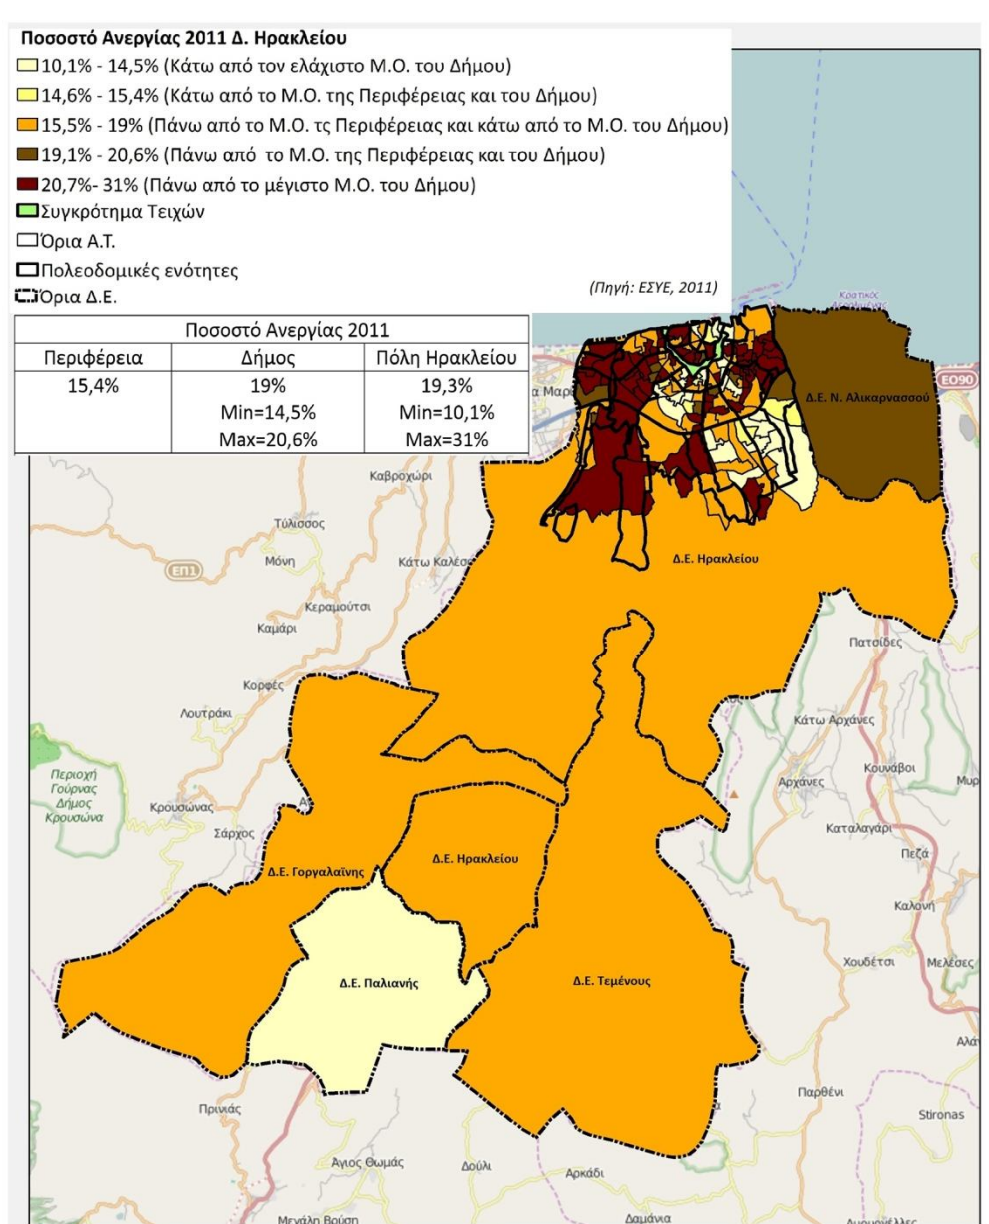 Ποσοστό Ανεργίας 2011 Δ. Ηρακλείου
10,1% - 14,5% (Κάτω από τον ελάχιστο Μ.Ο. του Δήμου)
14,6% - 15,4% (Κάτω από το Μ.Ο. της Περιφέρειας και του Δήμου)
15,5% - 19% (Πάνω από το Μ.Ο. τς Περιφέρειας και κάτω από το Μ.Ο. του Δήμου)
19,1% - 20,6% (Πάνω από το Μ.Ο. της Περιφέρειας και του Δήμου)
20,7%- 31% (Πάνω από το μέγιστο Μ.Ο. του Δήμου)
Συγκρότημα Τειχών
Όρια Α.Τ.
Πολεοδομικές ενότητες
Όρια Δ.Ε.
(Πηγή: ΕΣΥΕ, 2011)
Ποσοστό Ανεργίας 2011
Περιφέρεια Δήμος Πόλη Ηρακλείου
15,4% 19% 19,3%
Min=14,5% Min=10,1%
Max=20,6% Max=31%
Κρατικός
EO90
α Μαρ
Δ.Ε. Ν. Αλικαρνασσού
Καβροχώρι
Τύλισσος
Μόνη
ΕΠ1
Κάτω Καλέσ
Δ.Ε. Ηρακλείου
Κεραμούτσι
Καμάρι
Πατσίδες
Κορφές
Λουτράκι
Κάτω Αρχάνες
Περιοχή
Γούρνας
Δήμος
Κρουσώνα
Κουνάβοι
Αρχάνες
Μυρ
Κρουσώνας
Σάρχος
Καταλαγάρι
Πεζά
Δ.Ε. Ηρακλείου
Δ.Ε. Γοργαλαΐνης
Καλονή
Χουδέτσι
Μελέσες
Δ.Ε. Παλιανής
Δ.Ε. Τεμένους
Αλά
Παρθένι
Πρινιάς
Stironas
Άγιος Θωμάς
Δούλι
Αρκάδι
Μεγάλη Βρύση
Δαμάνια